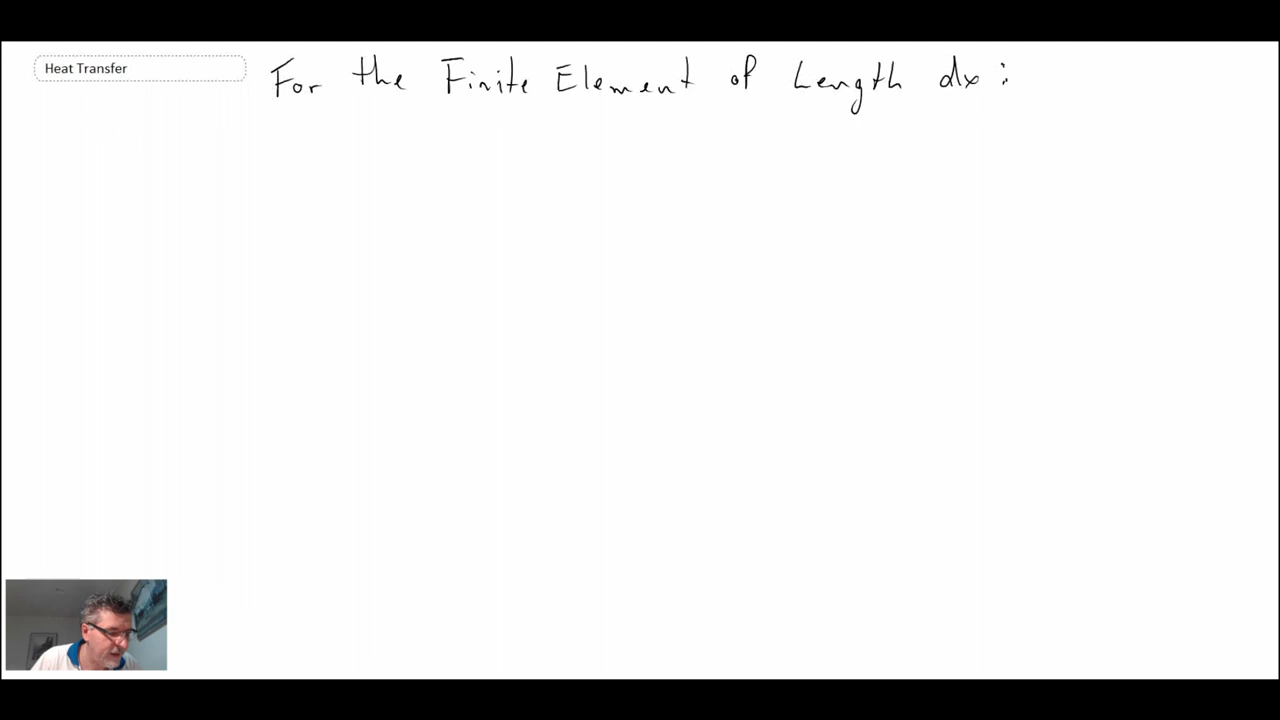 Heat Transfer
For the Finite Element of Length dx :